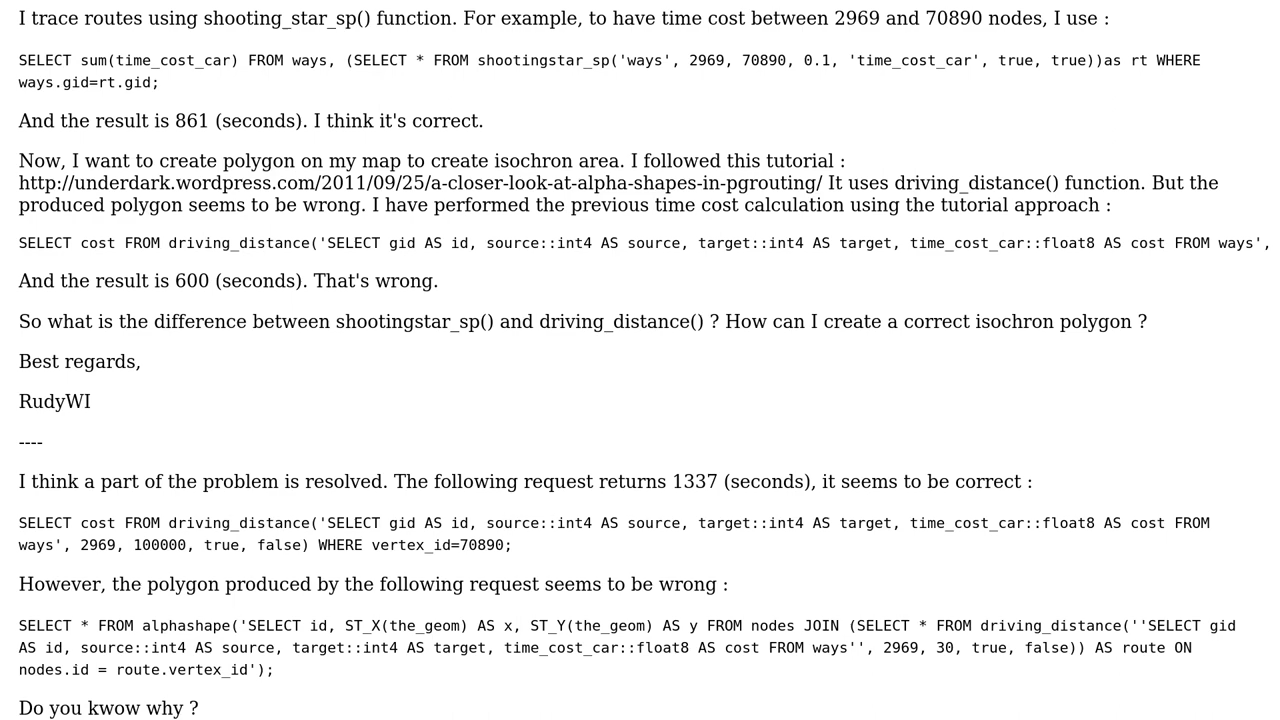 I trace routes using shooting_star_sp() function. For example, to have time cost between 2969 and 70890 nodes, I use :
SELECT sum(time_cost_car) FROM ways, (SELECT * FROM shootingstar_sp('ways', 2969, 70890, 0.1, 'time_cost_car', true, true))as rt WHERE
ways.gid=rt.gid;
And the result is 861 (seconds). I think it's correct.
Now, I want to create polygon on my map to create isochron area. I followed this tutorial :
http://underdark.wordpress.com/2011/09/25/a-closer-look-at-alpha-shapes-in-pgrouting/ It uses driving_distance() function. But the
produced polygon seems to be wrong. I have performed the previous time cost calculation using the tutorial approach :
SELECT cost FROM driving_distance('SELECT gid AS id, source::int4 AS source, target::int4 AS target, time_cost_car::float8 AS cost FROM ways',
And the result is 600 (seconds). That's wrong.
So what is the difference between shootingstar_sp() and driving_distance() ? How can I create a correct isochron polygon ?
Best regards,
RudyWI
----
I think a part of the problem is resolved. The following request returns 1337 (seconds), it seems to be correct :
SELECT cost FROM driving_distance('SELECT gid AS id, source::int4 AS source, target::int4 AS target, time_cost_car::float8 AS cost FROM
ways', 2969, 100000, true, false) WHERE vertex_id=70890;
However, the polygon produced by the following request seems to be wrong :
SELECT * FROM alphashape('SELECT id, ST_X(the_geom) AS x, ST_Y(the_geom) AS y FROM nodes JOIN (SELECT * FROM driving_distance(''SELECT gid
AS id, source::int4 AS source, target::int4 AS target, time_cost_car::float8 AS cost FROM ways'', 2969, 30, true, false)) AS route ON
nodes.id = route.vertex_id');
Do you kwow why ?